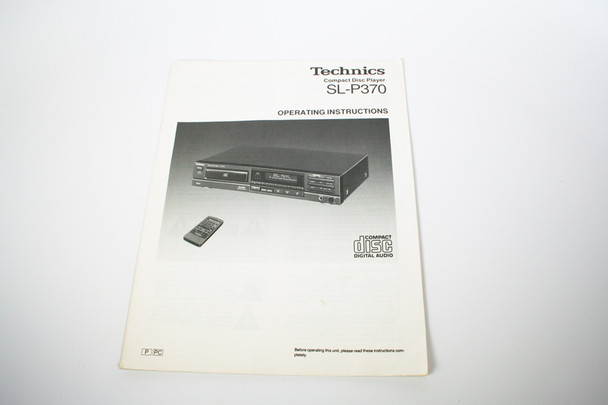 Technics
Compact Disc Player
SL-P370
OPERATING INSTRUCTIONS
COMPACT
disc
DIGITAL AUDIO
P PC
Before operating this unit, please read these instructions com-
pletely.